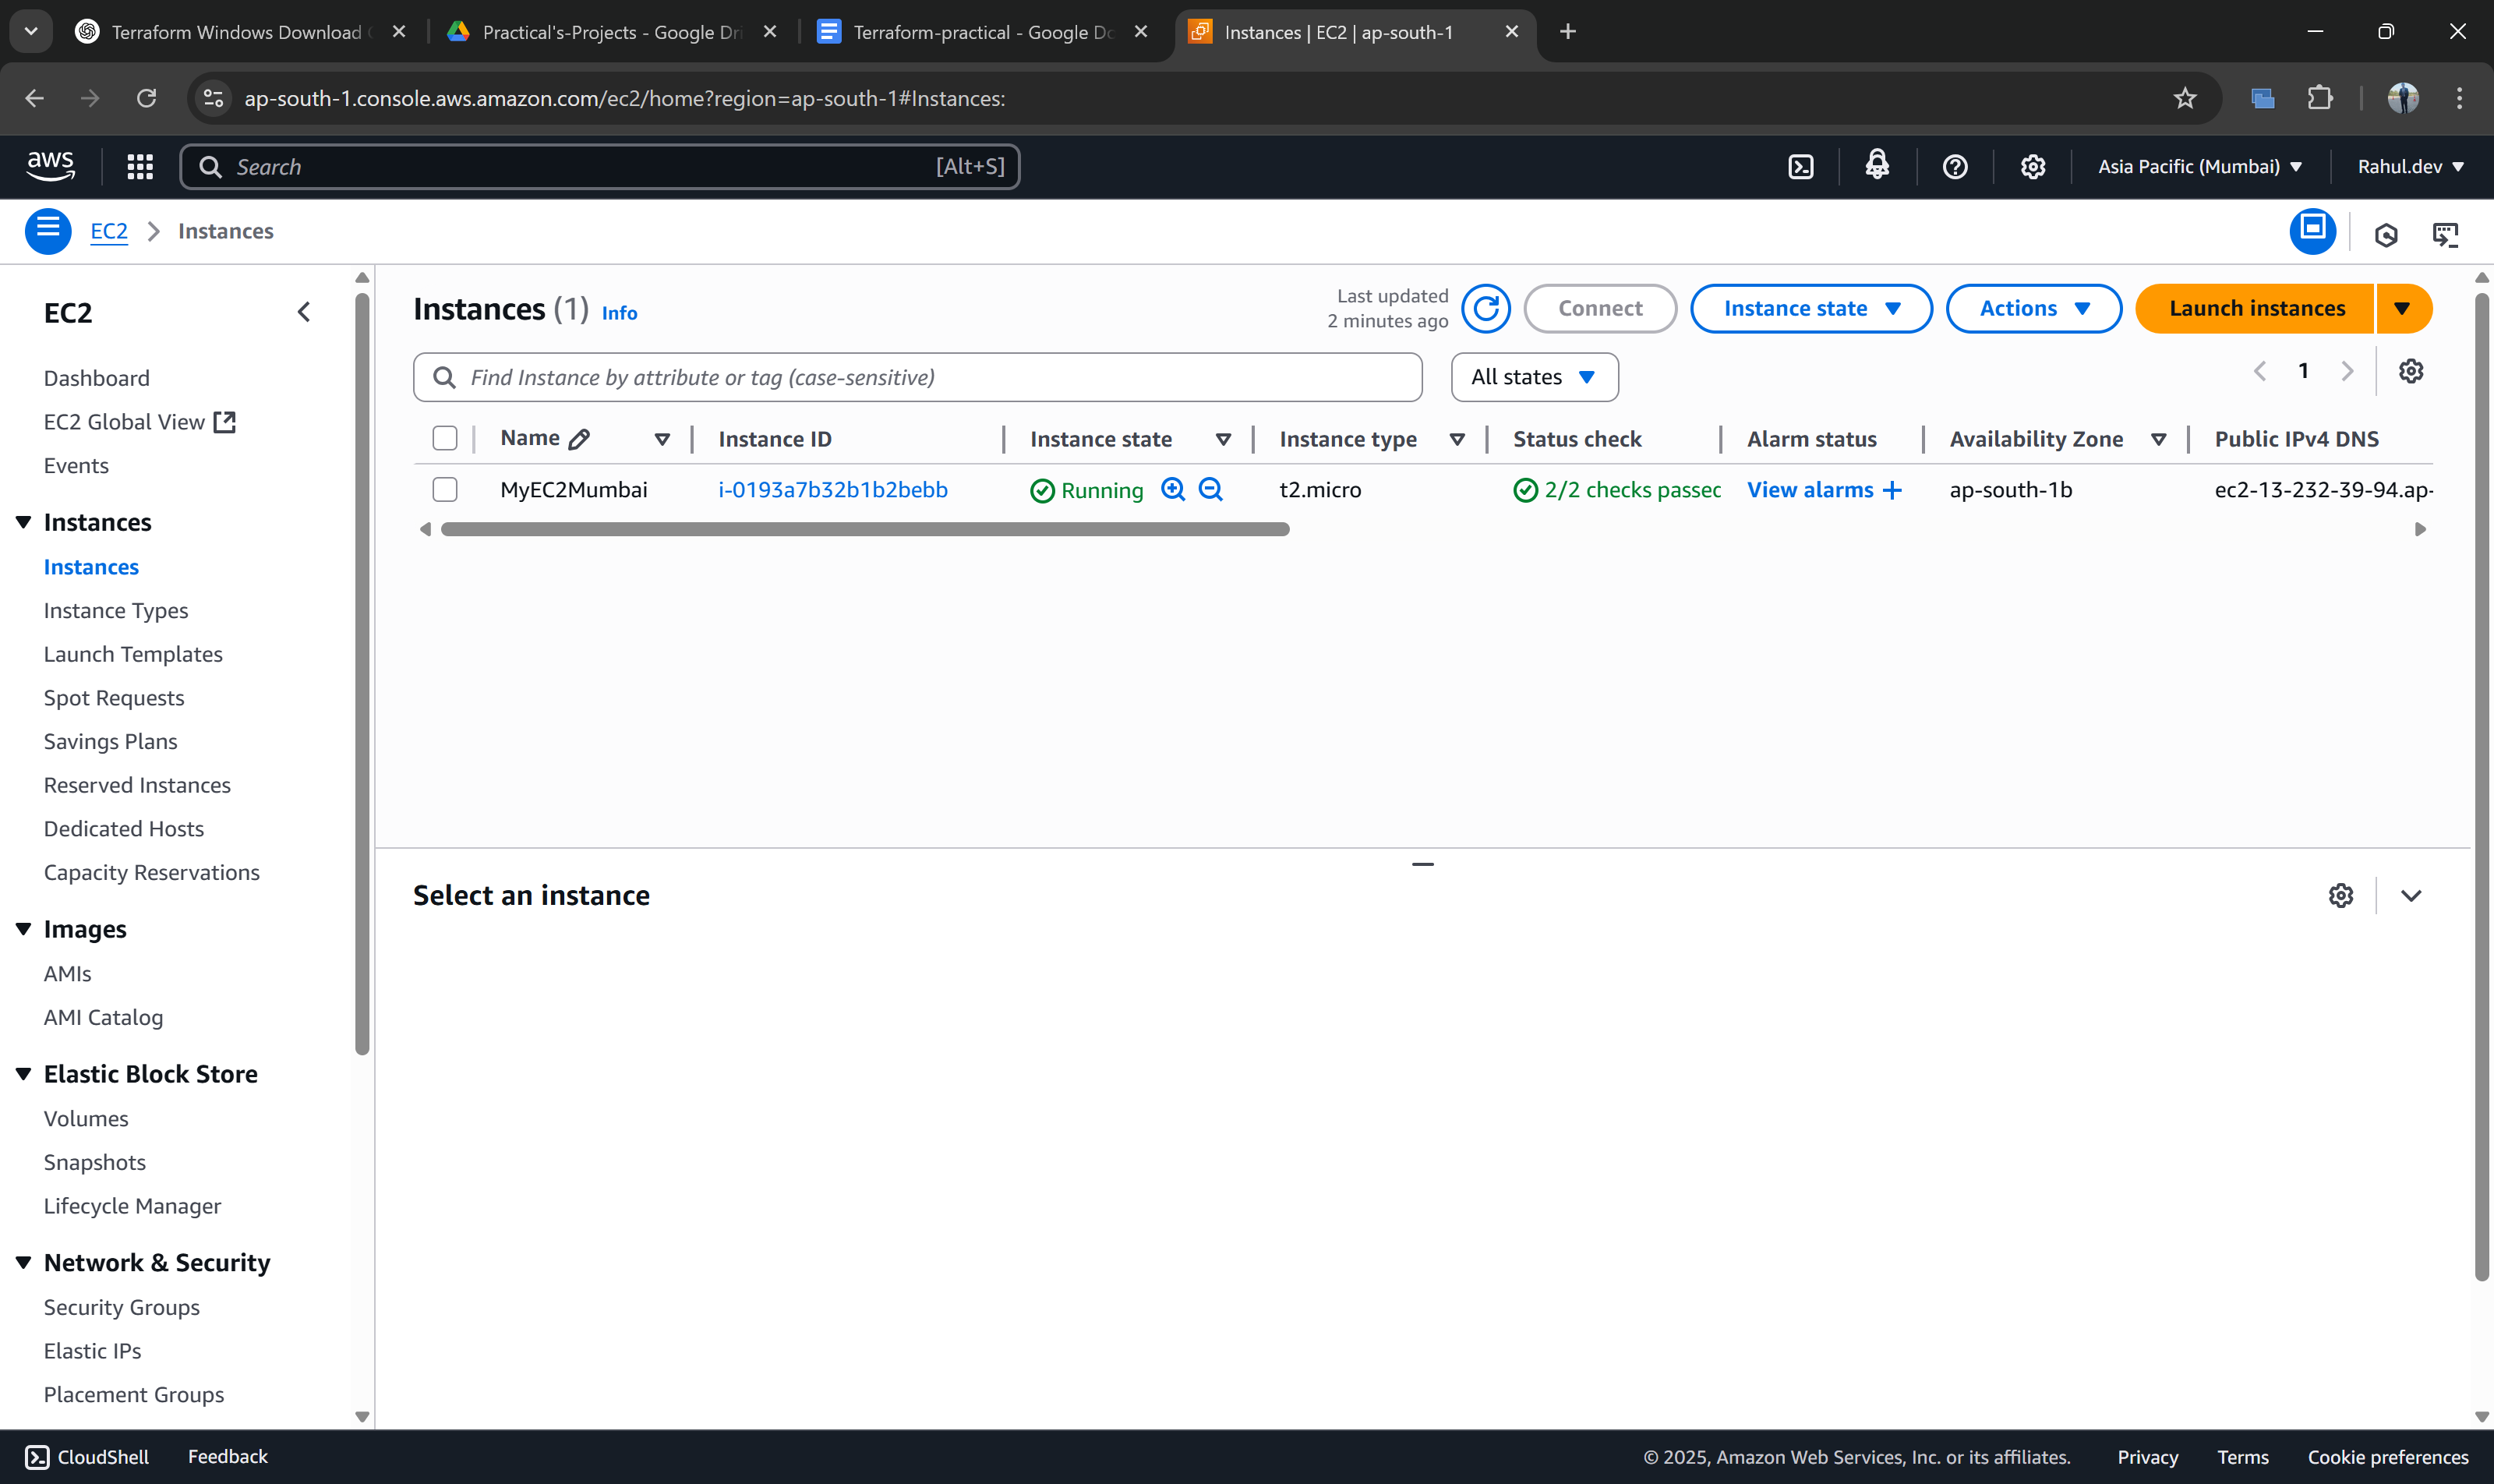 Terraform Windows Download
Practical's-Projects - Google Dri
Terraform-practical - Google Do
Instances | EC2 | ap-south-1
ap-south-1.console.aws.amazon.com/ec2/home?region=ap-south-1#Instances:
aws
Search
[Alt+S]
Asia Pacific (Mumbai)
Rahul.dev
EC2
Instances
EC2
Dashboard
EC2 Global View
Events
Instances
Instances
Instance Types
Launch Templates
Spot Requests
Savings Plans
Reserved Instances
Dedicated Hosts
Capacity Reservations
Images
AMIs
AMI Catalog
Elastic Block Store
Volumes
Snapshots
Lifecycle Manager
Network & Security
Security Groups
Elastic IPs
Placement Groups
Instances (1) Info
Last updated
2 minutes ago
Connect
Instance state
Actions
Launch instances
Find Instance by attribute or tag (case-sensitive)
All states
1
Name Instance ID Instance state Instance type Status check Alarm status Availability Zone Public IPv4 DNS
MyEC2Mumbai i-0193a7b32b1b2bebb Running t2.micro 2/2 checks passed View alarms + ap-south-1b ec2-13-232-39-94.ap-
Select an instance
CloudShell
Feedback
© 2025, Amazon Web Services, Inc. or its affiliates.
Privacy
Terms
Cookie preferences